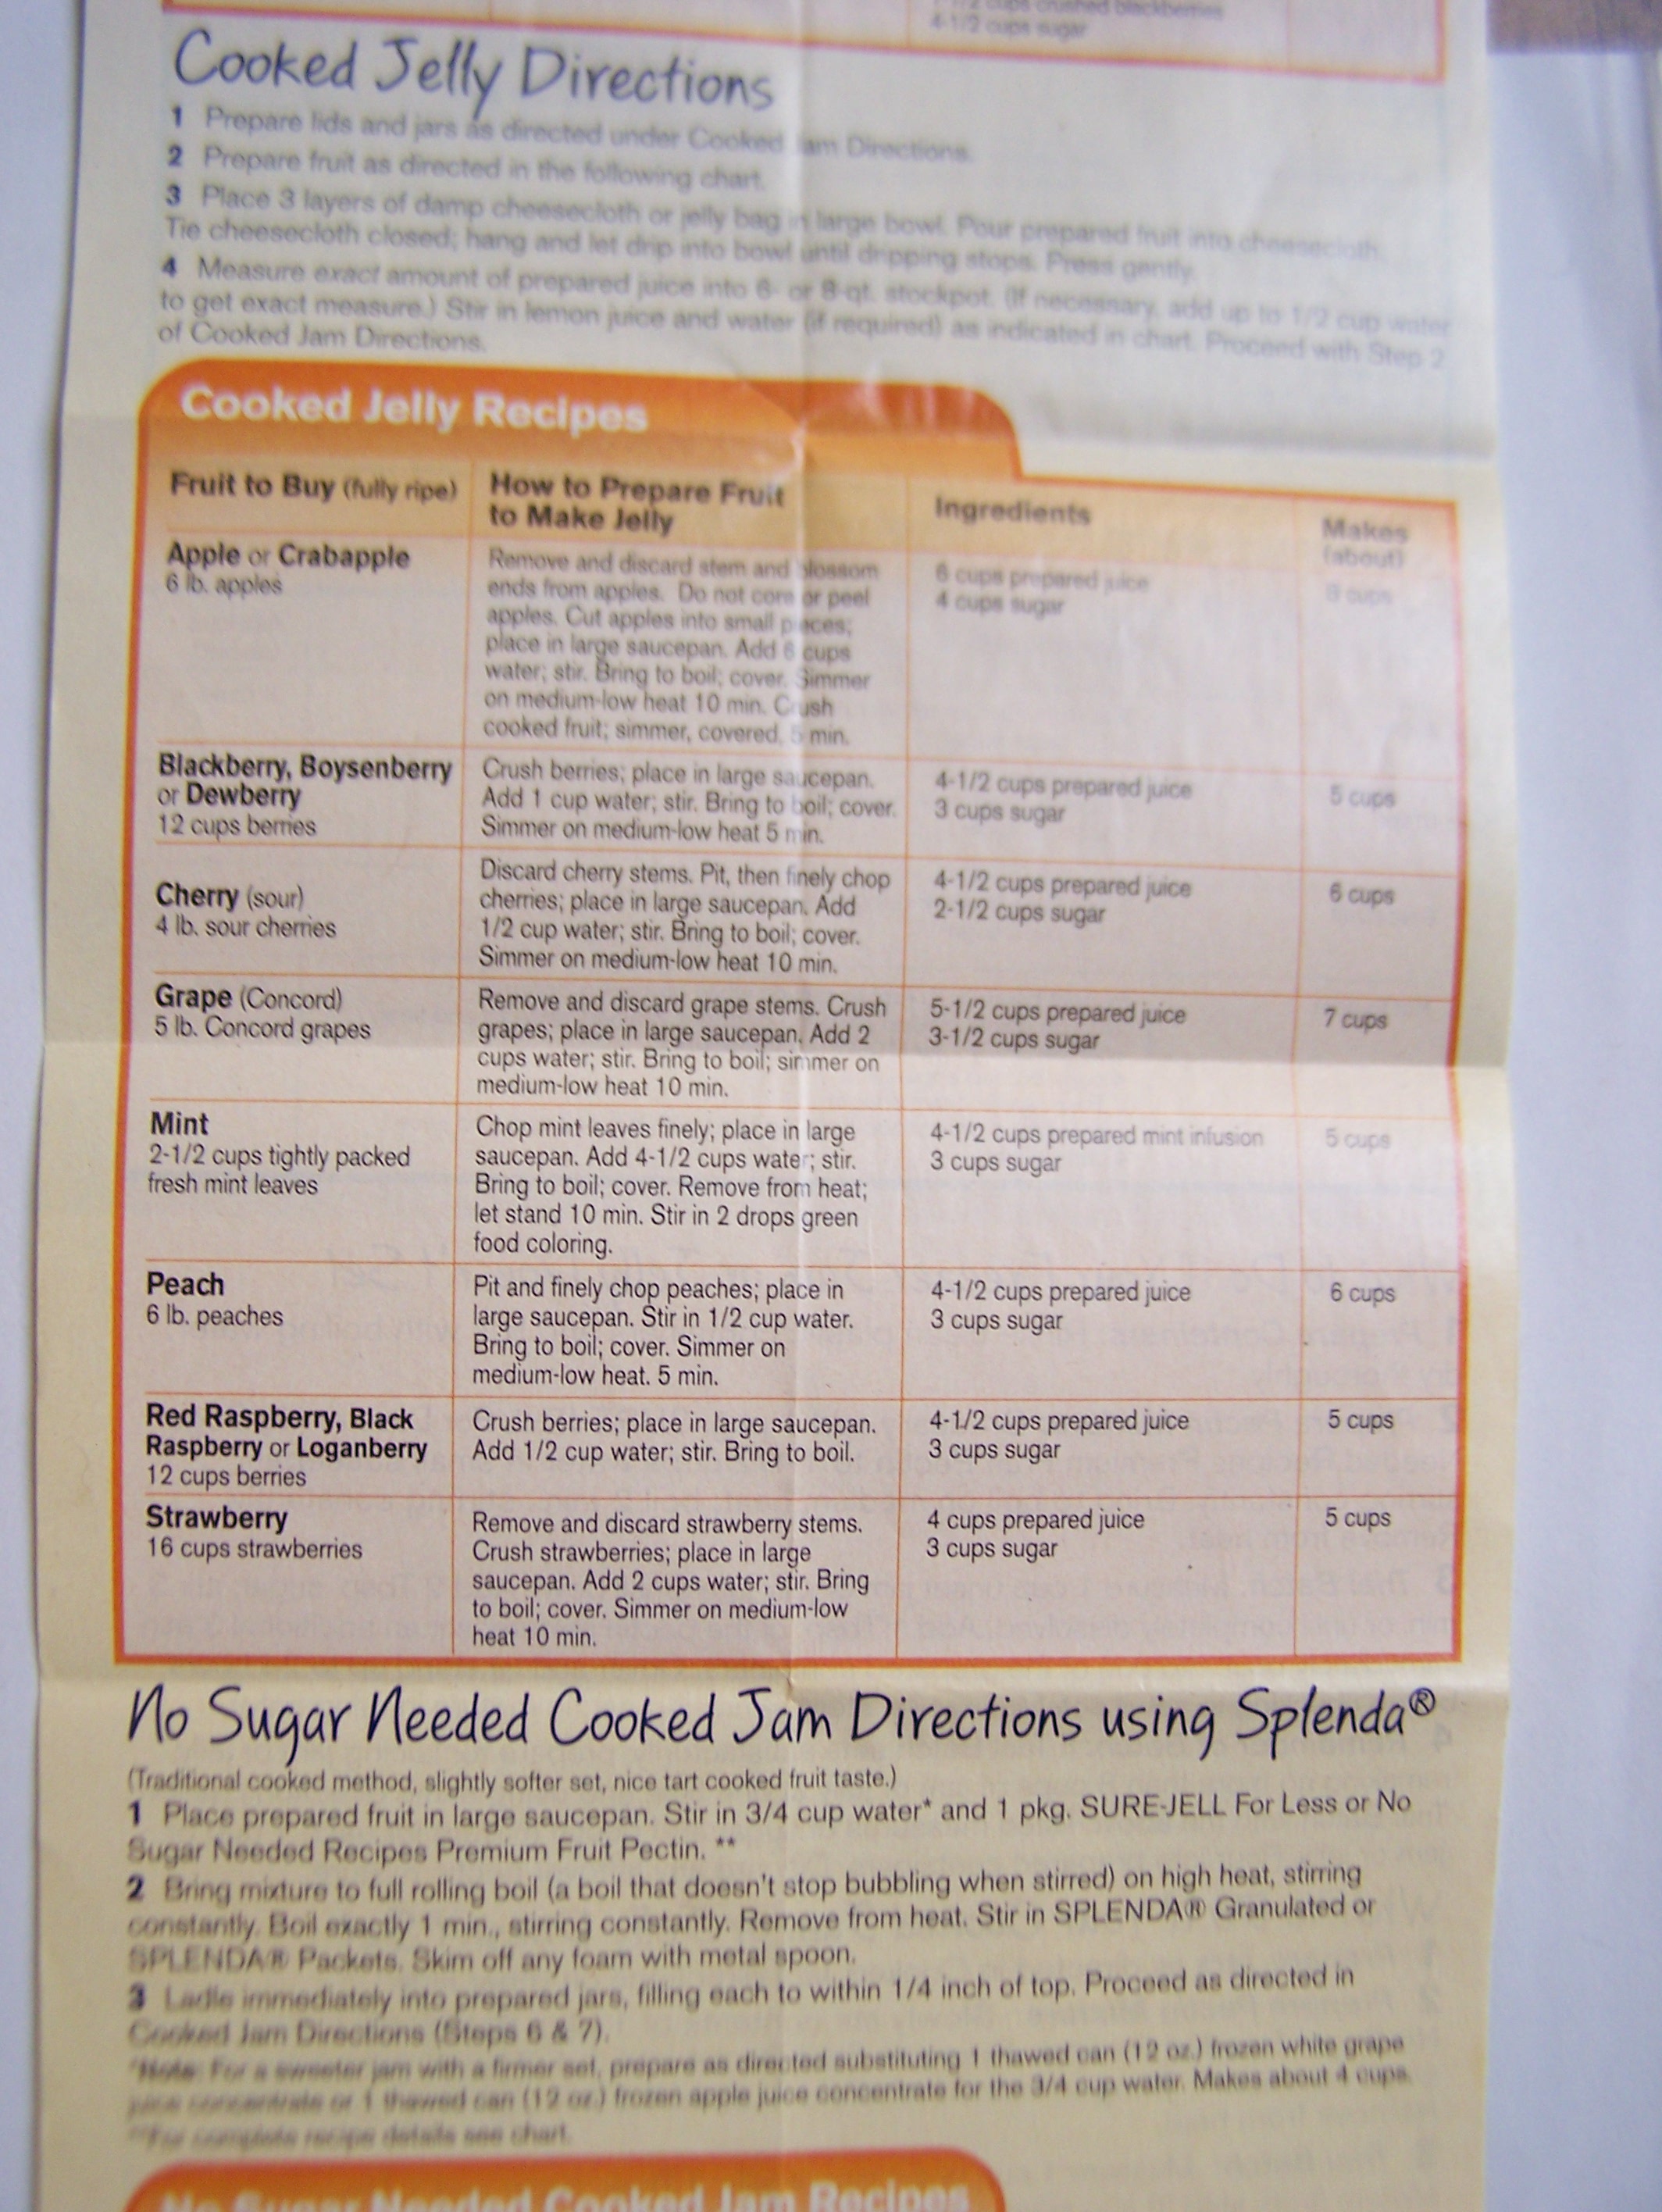 1-1/2 cups crushed blackberries
4-1/2 cups sugar
Cooked Jelly Directions
1 Prepare lids and jars as directed under Cooked Jam Directions.
2 Prepare fruit as directed in the following chart.
3 Place 3 layers of damp cheesecloth or jelly bag in large bowl. Pour prepared fruit into cheesecloth.
Tie cheesecloth closed; hang and let drip into bowl until dripping stops. Press gently.
4 Measure exact amount of prepared juice into 6- or 8-qt. stockpot. (If necessary, add up to 1/2 cup water
to get exact measure.) Stir in lemon juice and water (if required) as indicated in chart. Proceed with Step 2
of Cooked Jam Directions.
Cooked Jelly Recipes
Fruit to Buy (fully ripe)
How to Prepare Fruit
to Make Jelly
Ingredients
Makes
(about)
Apple or Crabapple
6 lb. apples
Remove and discard stem and blossom
ends from apples. Do not core or peel
apples. Cut apples into small pieces;
place in large saucepan. Add 6 cups
water; stir. Bring to boil; cover. Simmer
on medium-low heat 10 min. Crush
cooked fruit; simmer, covered, 5 min.
6 cups prepared juice
4 cups sugar
8 cups
Blackberry, Boysenberry
or Dewberry
12 cups berries
Crush berries; place in large saucepan.
Add 1 cup water; stir. Bring to boil; cover.
Simmer on medium-low heat 5 min.
4-1/2 cups prepared juice
3 cups sugar
5 cups
Cherry (sour)
4 lb. sour cherries
Discard cherry stems. Pit, then finely chop
cherries; place in large saucepan. Add
1/2 cup water; stir. Bring to boil; cover.
Simmer on medium-low heat 10 min.
4-1/2 cups prepared juice
2-1/2 cups sugar
6 cups
Grape (Concord)
5 lb. Concord grapes
Remove and discard grape stems. Crush
grapes; place in large saucepan. Add 2
cups water; stir. Bring to boil; simmer on
medium-low heat 10 min.
5-1/2 cups prepared juice
3-1/2 cups sugar
7 cups
Mint
2-1/2 cups tightly packed
fresh mint leaves
Chop mint leaves finely; place in large
saucepan. Add 4-1/2 cups water; stir.
Bring to boil; cover. Remove from heat;
let stand 10 min. Stir in 2 drops green
food coloring.
4-1/2 cups prepared mint infusion
3 cups sugar
5 cups
Peach
6 lb. peaches
Pit and finely chop peaches; place in
large saucepan. Stir in 1/2 cup water.
Bring to boil; cover. Simmer on
medium-low heat. 5 min.
4-1/2 cups prepared juice
3 cups sugar
6 cups
Red Raspberry, Black
Raspberry or Loganberry
12 cups berries
Crush berries; place in large saucepan.
Add 1/2 cup water; stir. Bring to boil.
4-1/2 cups prepared juice
3 cups sugar
5 cups
Strawberry
16 cups strawberries
Remove and discard strawberry stems.
Crush strawberries; place in large
saucepan. Add 2 cups water; stir. Bring
to boil; cover. Simmer on medium-low
heat 10 min.
4 cups prepared juice
3 cups sugar
5 cups
No Sugar Needed Cooked Jam Directions using Splenda®
(Traditional cooked method, slightly softer set, nice tart cooked fruit taste.)
1 Place prepared fruit in large saucepan. Stir in 3/4 cup water* and 1 pkg. SURE-JELL For Less or No
Sugar Needed Recipes Premium Fruit Pectin. **
2 Bring mixture to full rolling boil (a boil that doesn't stop bubbling when stirred) on high heat, stirring
constantly. Boil exactly 1 min., stirring constantly. Remove from heat. Stir in SPLENDA® Granulated or
SPLENDA® Packets. Skim off any foam with metal spoon.
3 Ladle immediately into prepared jars, filling each to within 1/4 inch of top. Proceed as directed in
Cooked Jam Directions (Steps 6 & 7).
*Note: For a sweeter jam with a firmer set, prepare as directed substituting 1 thawed can (12 oz.) frozen white grape
juice concentrate or 1 thawed can (12 oz.) frozen apple juice concentrate for the 3/4 cup water. Makes about 4 cups.
**For complete recipe details see chart.
No Sugar Needed Cooked Jam Recipes